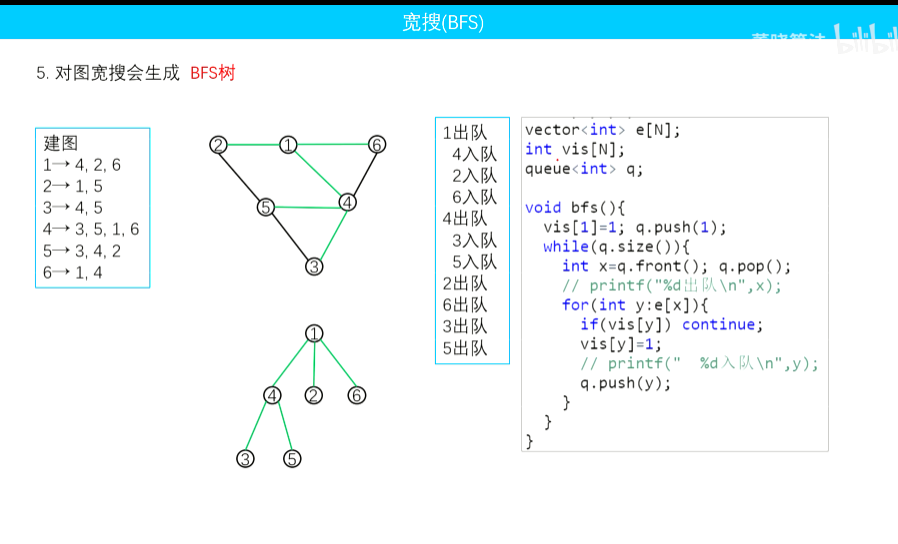 宽搜(BFS)
董晓算法 bilibili
5. 对图宽搜会生成 BFS树
建图
1→ 4, 2, 6
2→ 1, 5
3→ 4, 5
4→ 3, 5, 1, 6
5→ 3, 4, 2
6→ 1, 4
2 1 6
5 4
3
1
4 2 6
3 5
1出队
4入队
2入队
6入队
4出队
3入队
5入队
2出队
6出队
3出队
5出队
vector<int> e[N];
int vis[N];
queue<int> q;
void bfs(){
vis[1]=1; q.push(1);
while(q.size()){
int x=q.front(); q.pop();
// printf("%d出队\n",x);
for(int y:e[x]){
if(vis[y]) continue;
vis[y]=1;
// printf("  %d入队\n",y);
q.push(y);
}
}
}